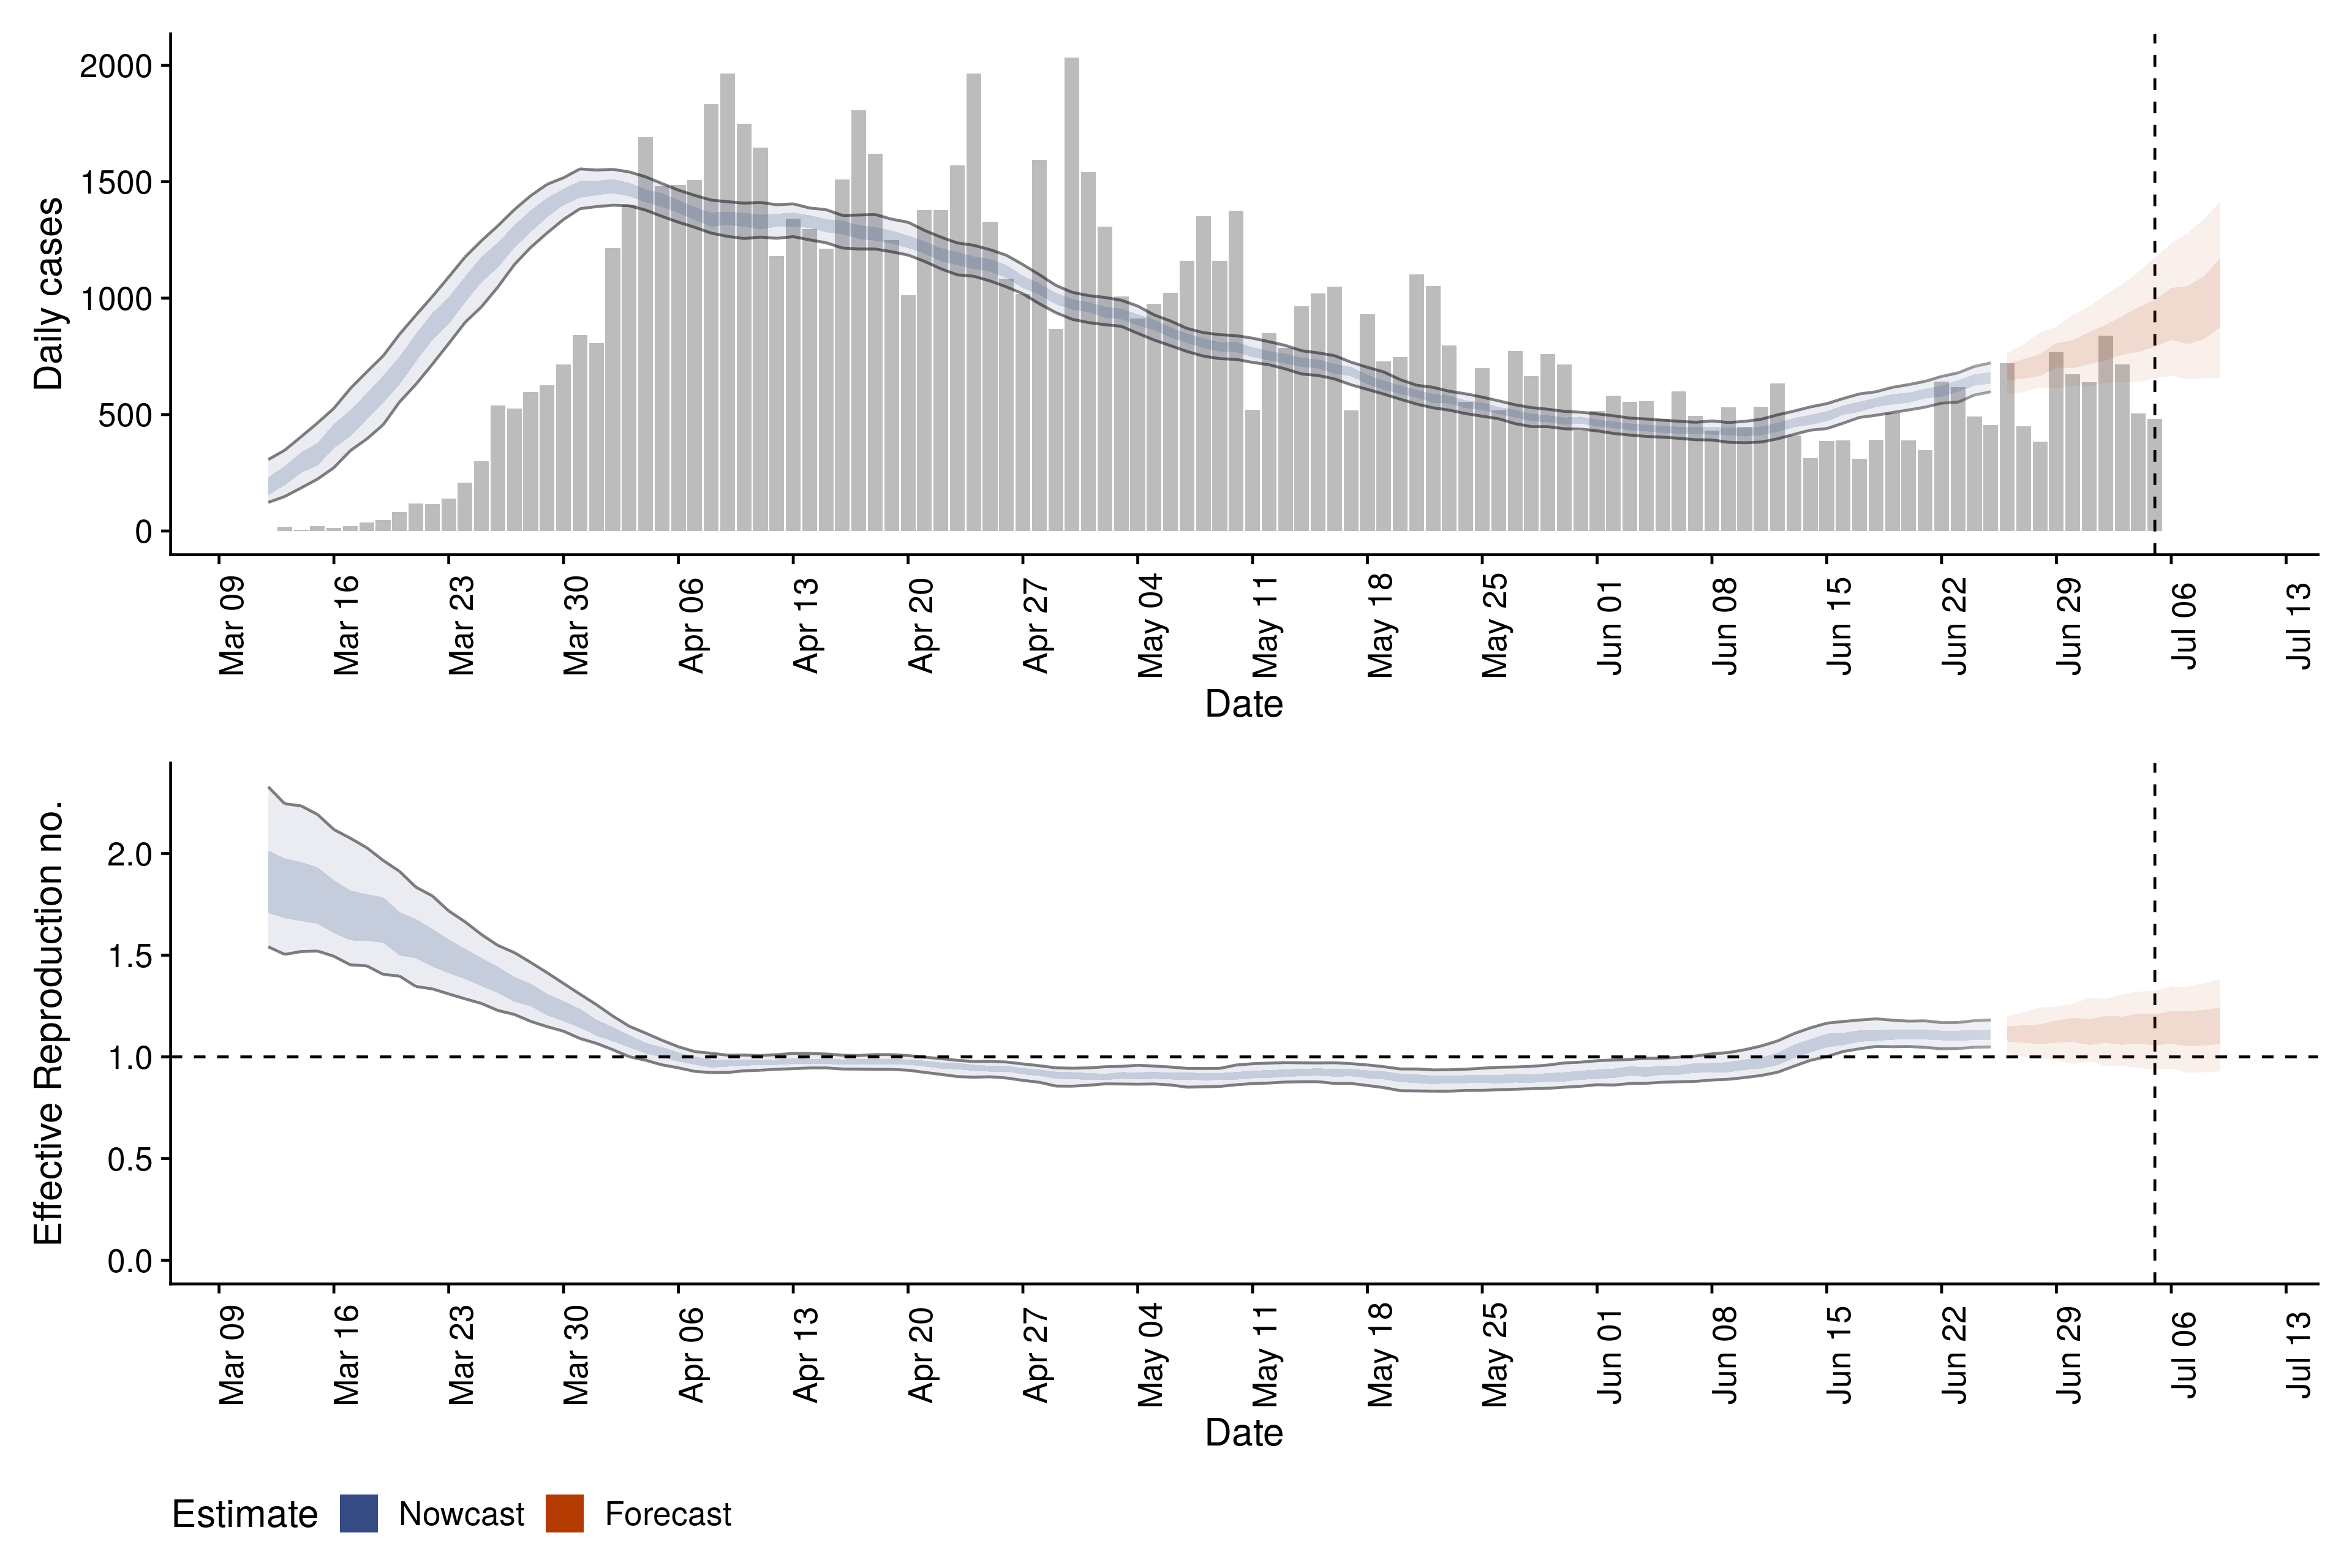 Daily cases
2000
1500
1000
500
0
Mar 09 Mar 16 Mar 23 Mar 30 Apr 06 Apr 13 Apr 20 Apr 27 May 04 May 11 May 18 May 25 Jun 01 Jun 08 Jun 15 Jun 22 Jun 29 Jul 06 Jul 13
Date
Effective Reproduction no.
2.0
1.5
1.0
0.5
0.0
Mar 09 Mar 16 Mar 23 Mar 30 Apr 06 Apr 13 Apr 20 Apr 27 May 04 May 11 May 18 May 25 Jun 01 Jun 08 Jun 15 Jun 22 Jun 29 Jul 06 Jul 13
Date
Estimate Nowcast Forecast